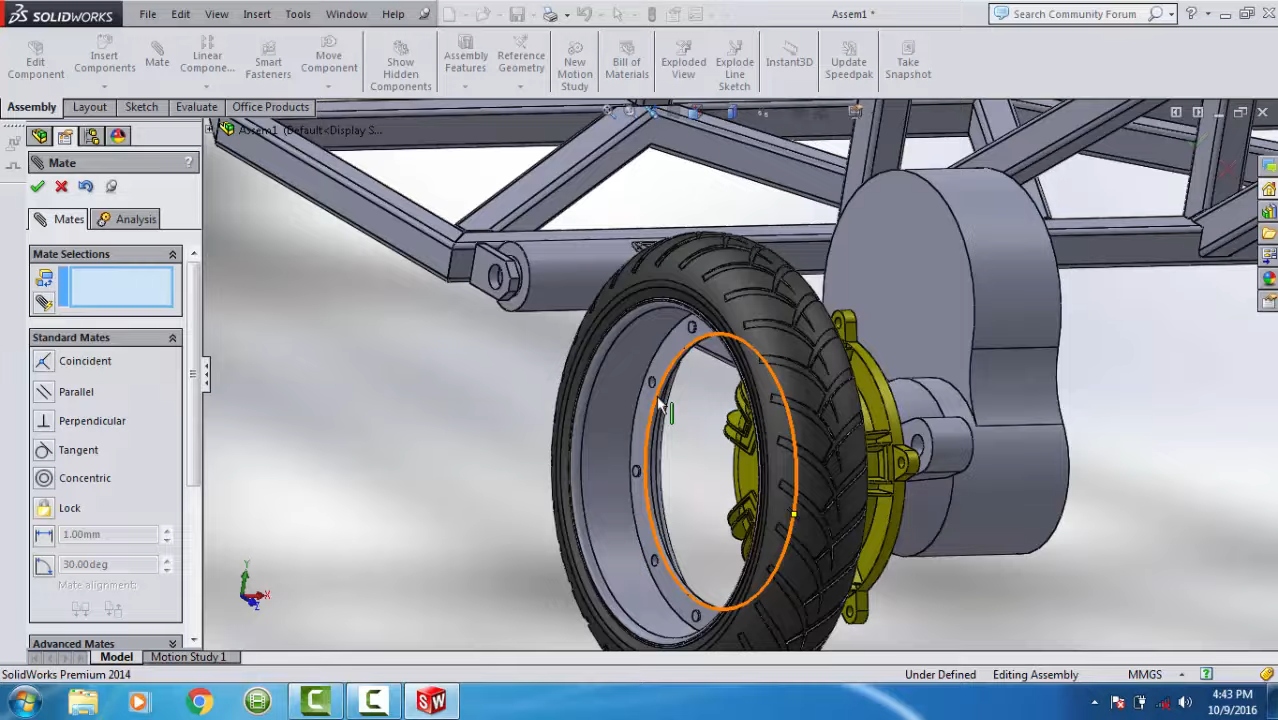 SOLIDWORKS
File Edit View Insert Tools Window Help
Assem1 *
Search Community Forum
?
Edit Component
Insert Components
Mate
Linear Compone...
Smart Fasteners
Move Component
Show Hidden Components
Assembly Features
Reference Geometry
New Motion Study
Bill of Materials
Exploded View
Explode Line Sketch
Instant3D
Update Speedpak
Take Snapshot
Assembly Layout Sketch Evaluate Office Products
Assem1 (Default<Display S...
Mate ?
Mates Analysis
Mate Selections
Standard Mates
Coincident
Parallel
Perpendicular
Tangent
Concentric
Lock
1.00mm
30.00deg
Mate alignment:
Advanced Mates
Y
X
Z
Model Motion Study 1
SolidWorks Premium 2014
Under Defined Editing Assembly MMGS ?
4:43 PM
10/9/2016